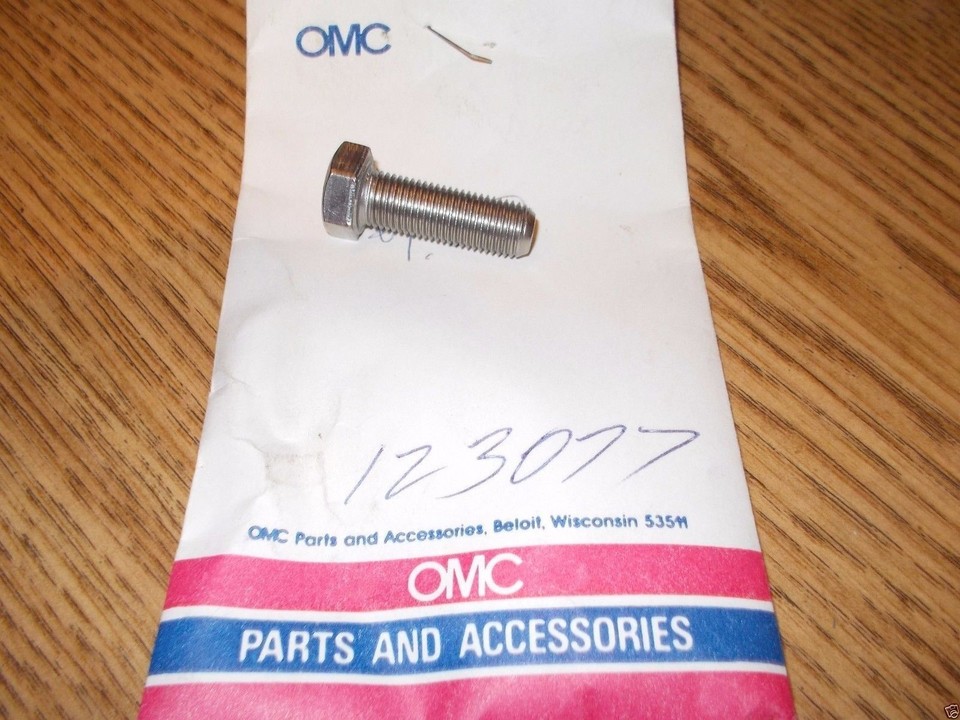 OMC
123077
OMC Parts and Accessories, Beloit, Wisconsin 53511
OMC
PARTS AND ACCESSORIES